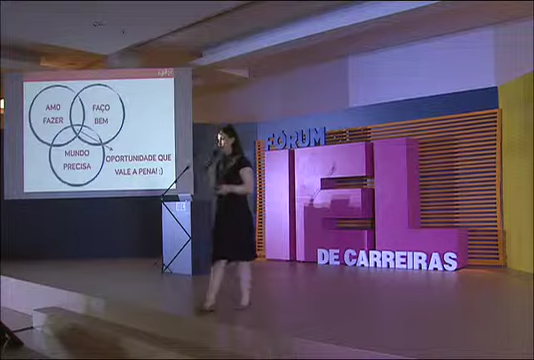 AMO
FAZER
FAÇO
BEM
MUNDO
PRECISA
OPORTUNIDADE QUE
VALE A PENA! :)
FÓRUM
IEL
DE CARREIRAS